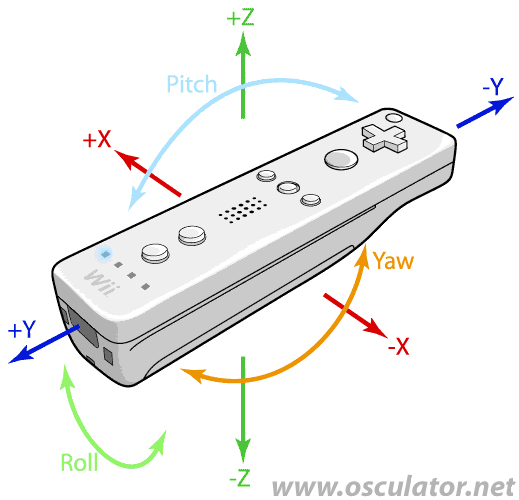 +Z
Pitch
-Y
+X
Wii
Yaw
+Y
-X
Roll
-Z
www.osculator.net